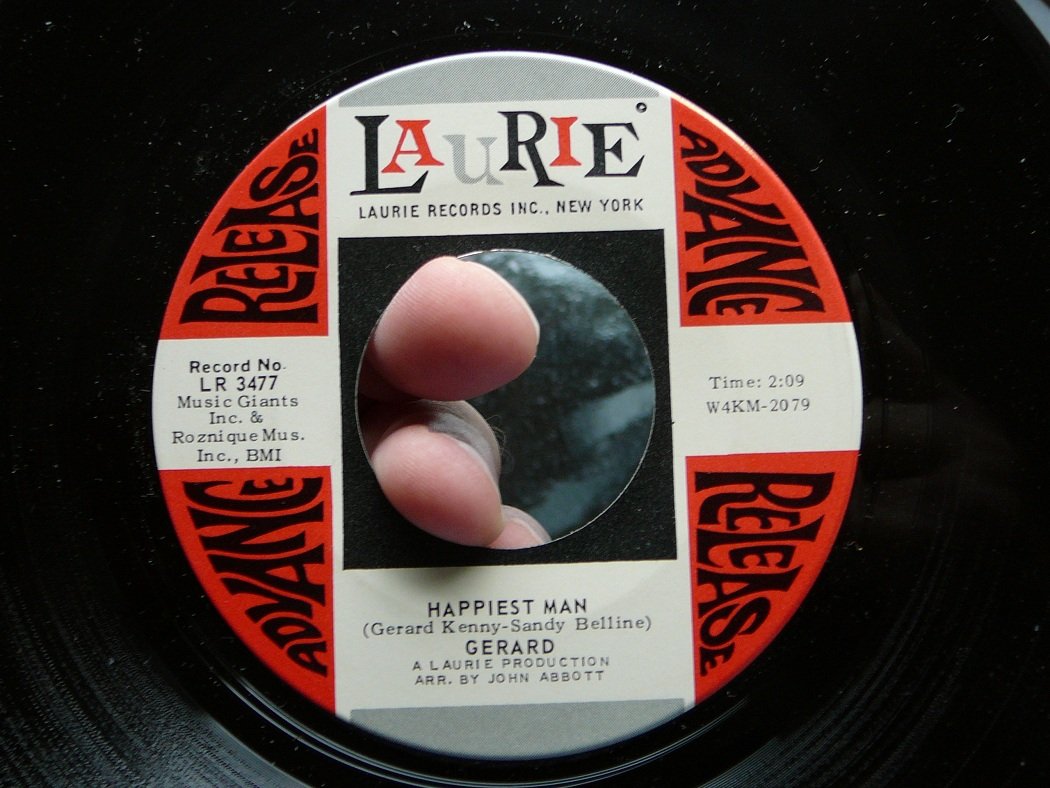 LAURIE
LAURIE RECORDS INC., NEW YORK
ADVANCE
RELEASE
ADVANCE
RELEASE
Record No.
LR 3477
Music Giants
Inc. &
Roznique Mus.
Inc., BMI
Time: 2:09
W4KM-2079
HAPPIEST MAN
(Gerard Kenny-Sandy Belline)
GERARD
A LAURIE PRODUCTION
ARR. BY JOHN ABBOTT